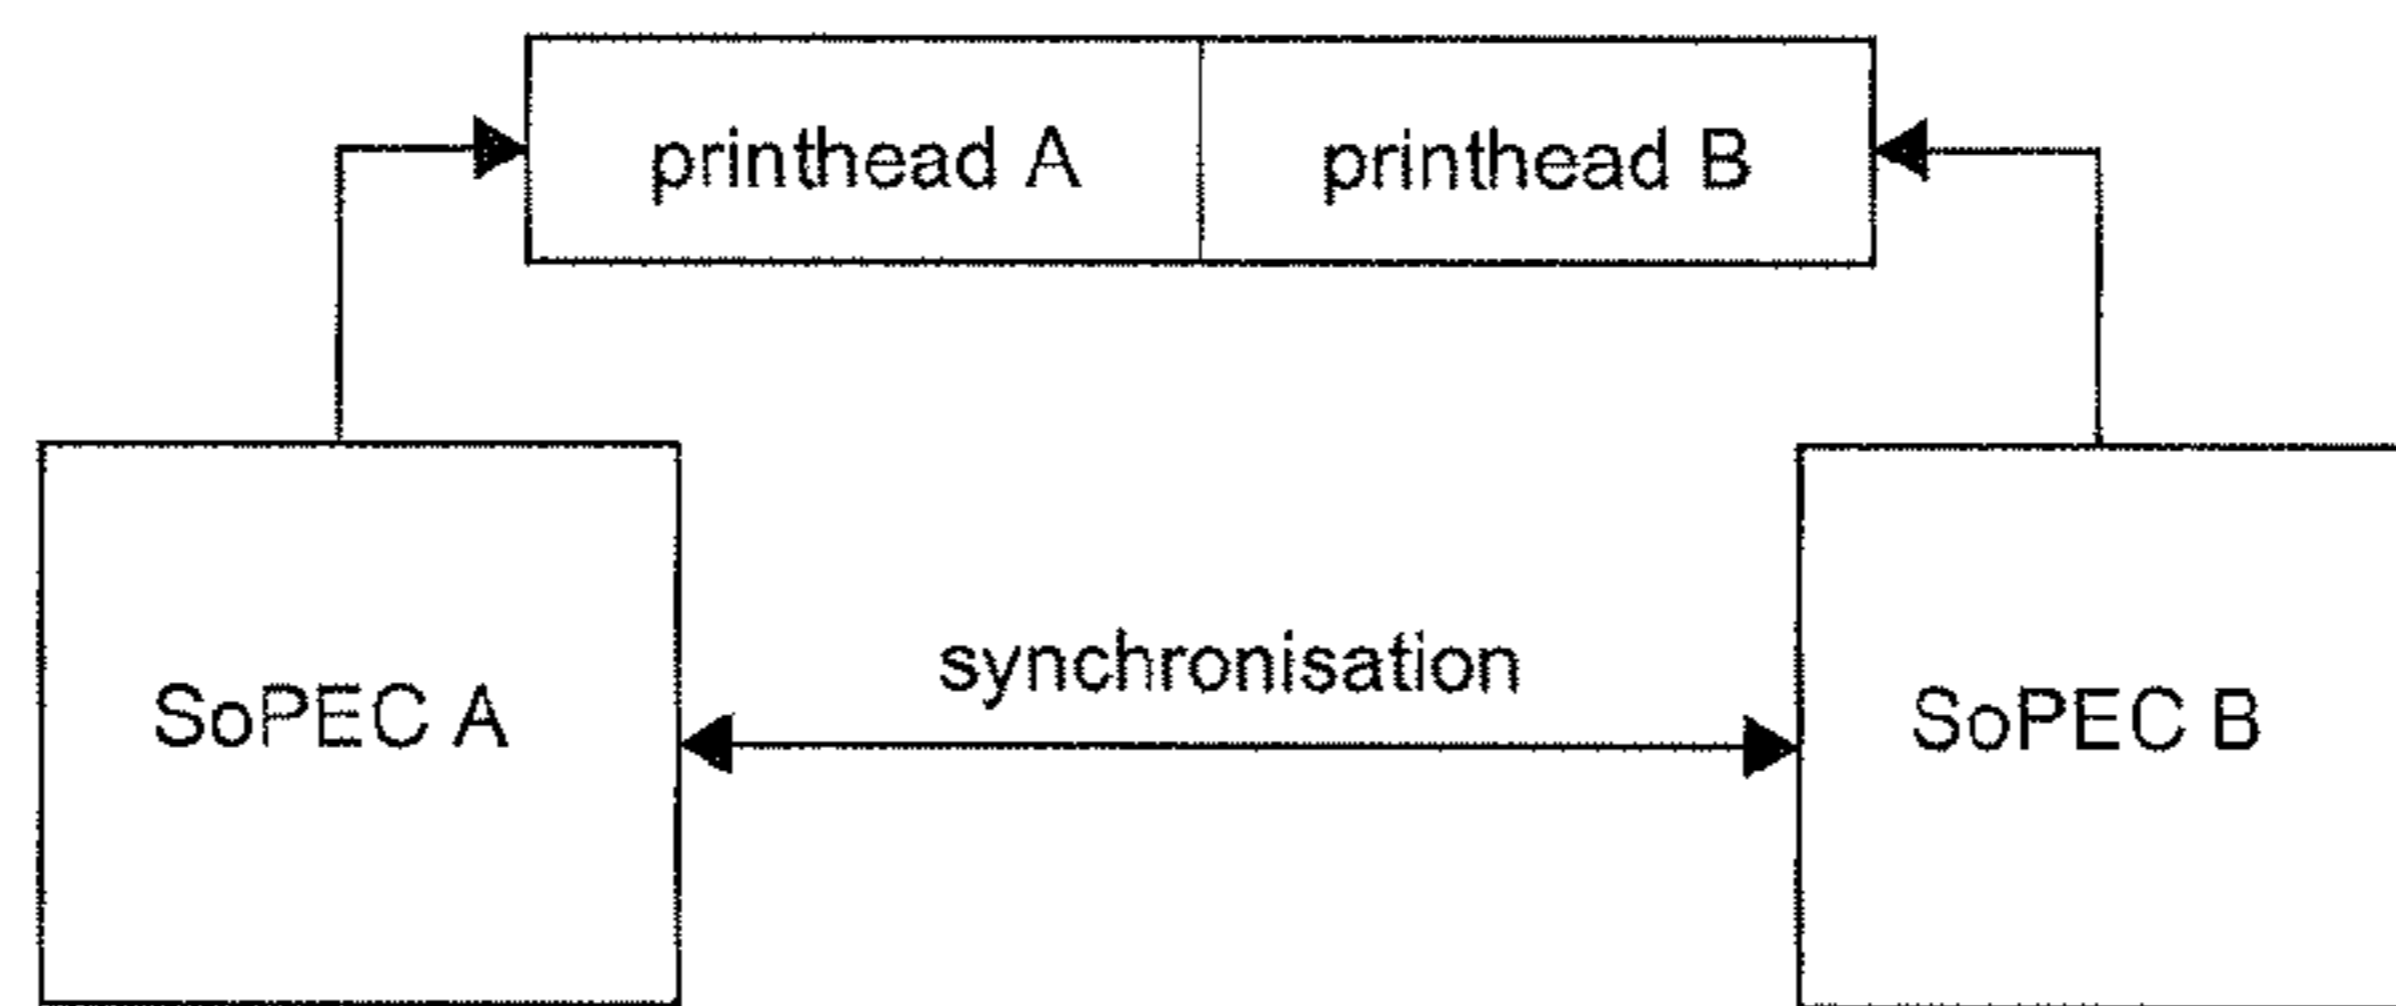 printhead A
printhead B
synchronisation
SoPEC A
SoPEC B